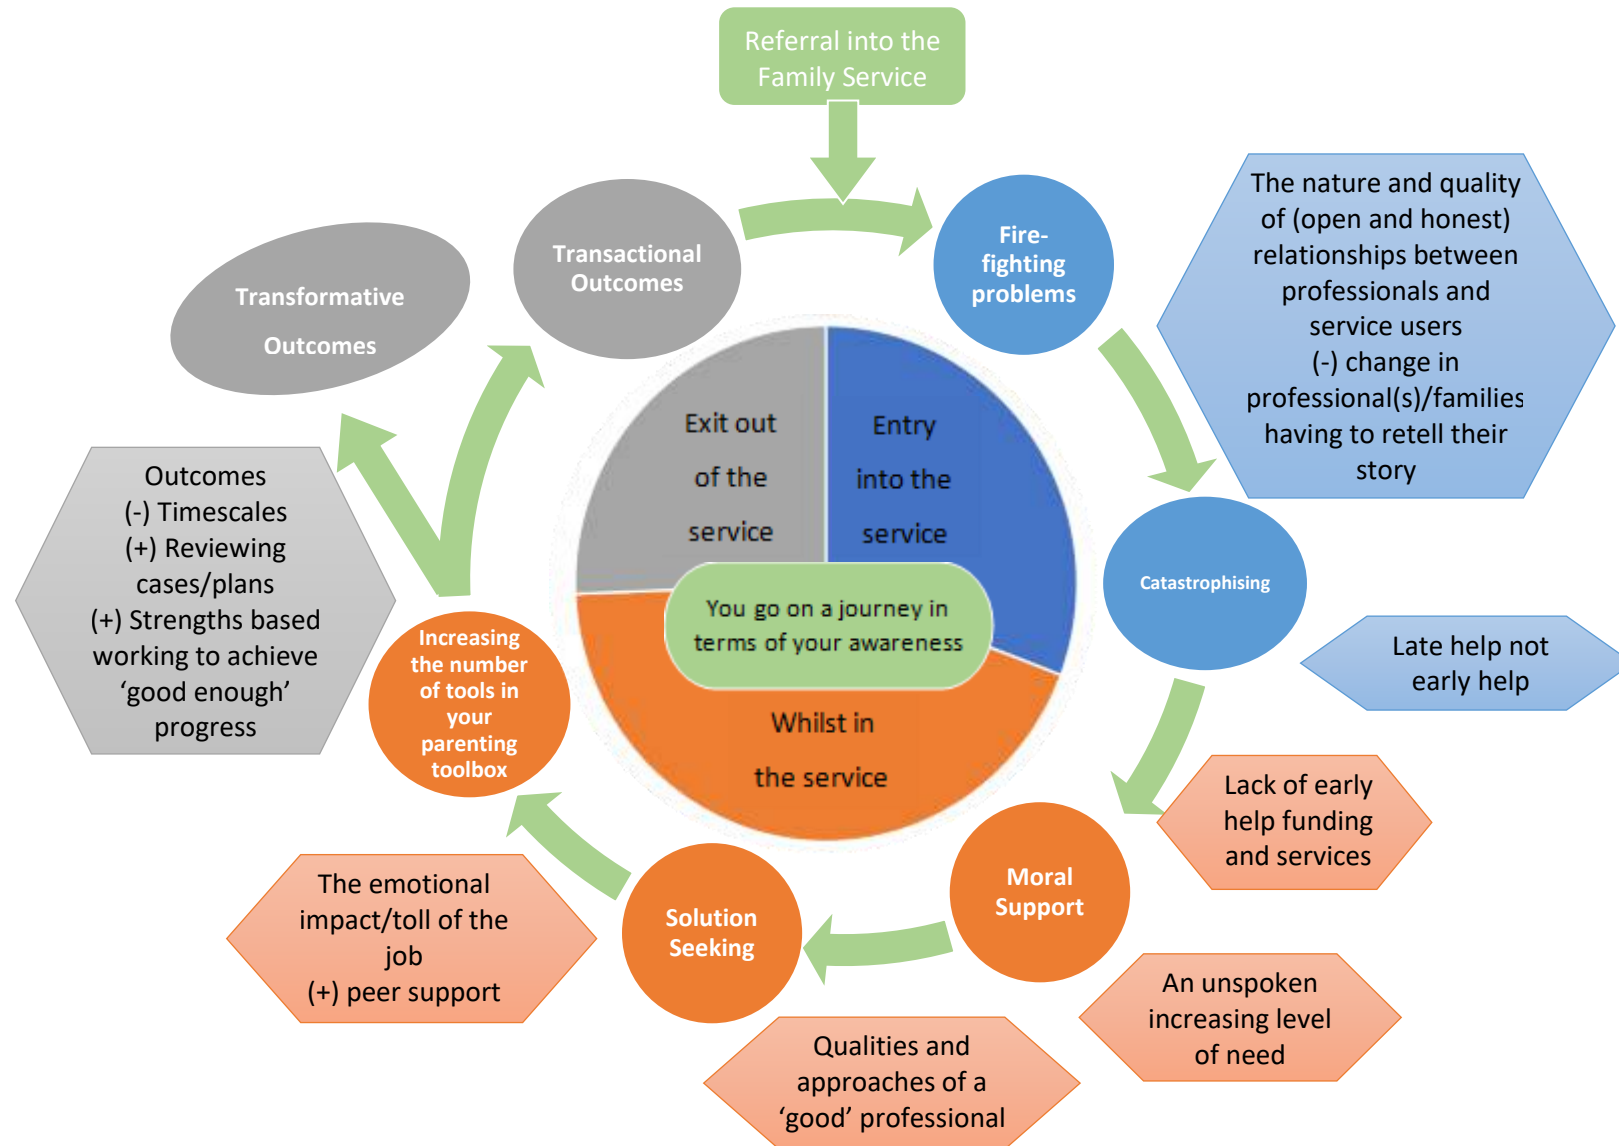 Referral into the
Family Service
Fire-
fighting
problems
The nature and quality
of (open and honest)
relationships between
professionals and
service users
(-) change in
professional(s)/families
having to retell their
story
Catastrophising
Late help not
early help
Lack of early
help funding
and services
Moral
Support
An unspoken
increasing level
of need
Qualities and
approaches of a
‘good’ professional
Solution
Seeking
The emotional
impact/toll of the
job
(+) peer support
Increasing
the number
of tools in
your
parenting
toolbox
Outcomes
(-) Timescales
(+) Reviewing
cases/plans
(+) Strengths based
working to achieve
‘good enough’
progress
Transformative
Outcomes
Transactional
Outcomes
Exit out
of the
service
Entry
into the
service
You go on a journey in
terms of your awareness
Whilst in
the service